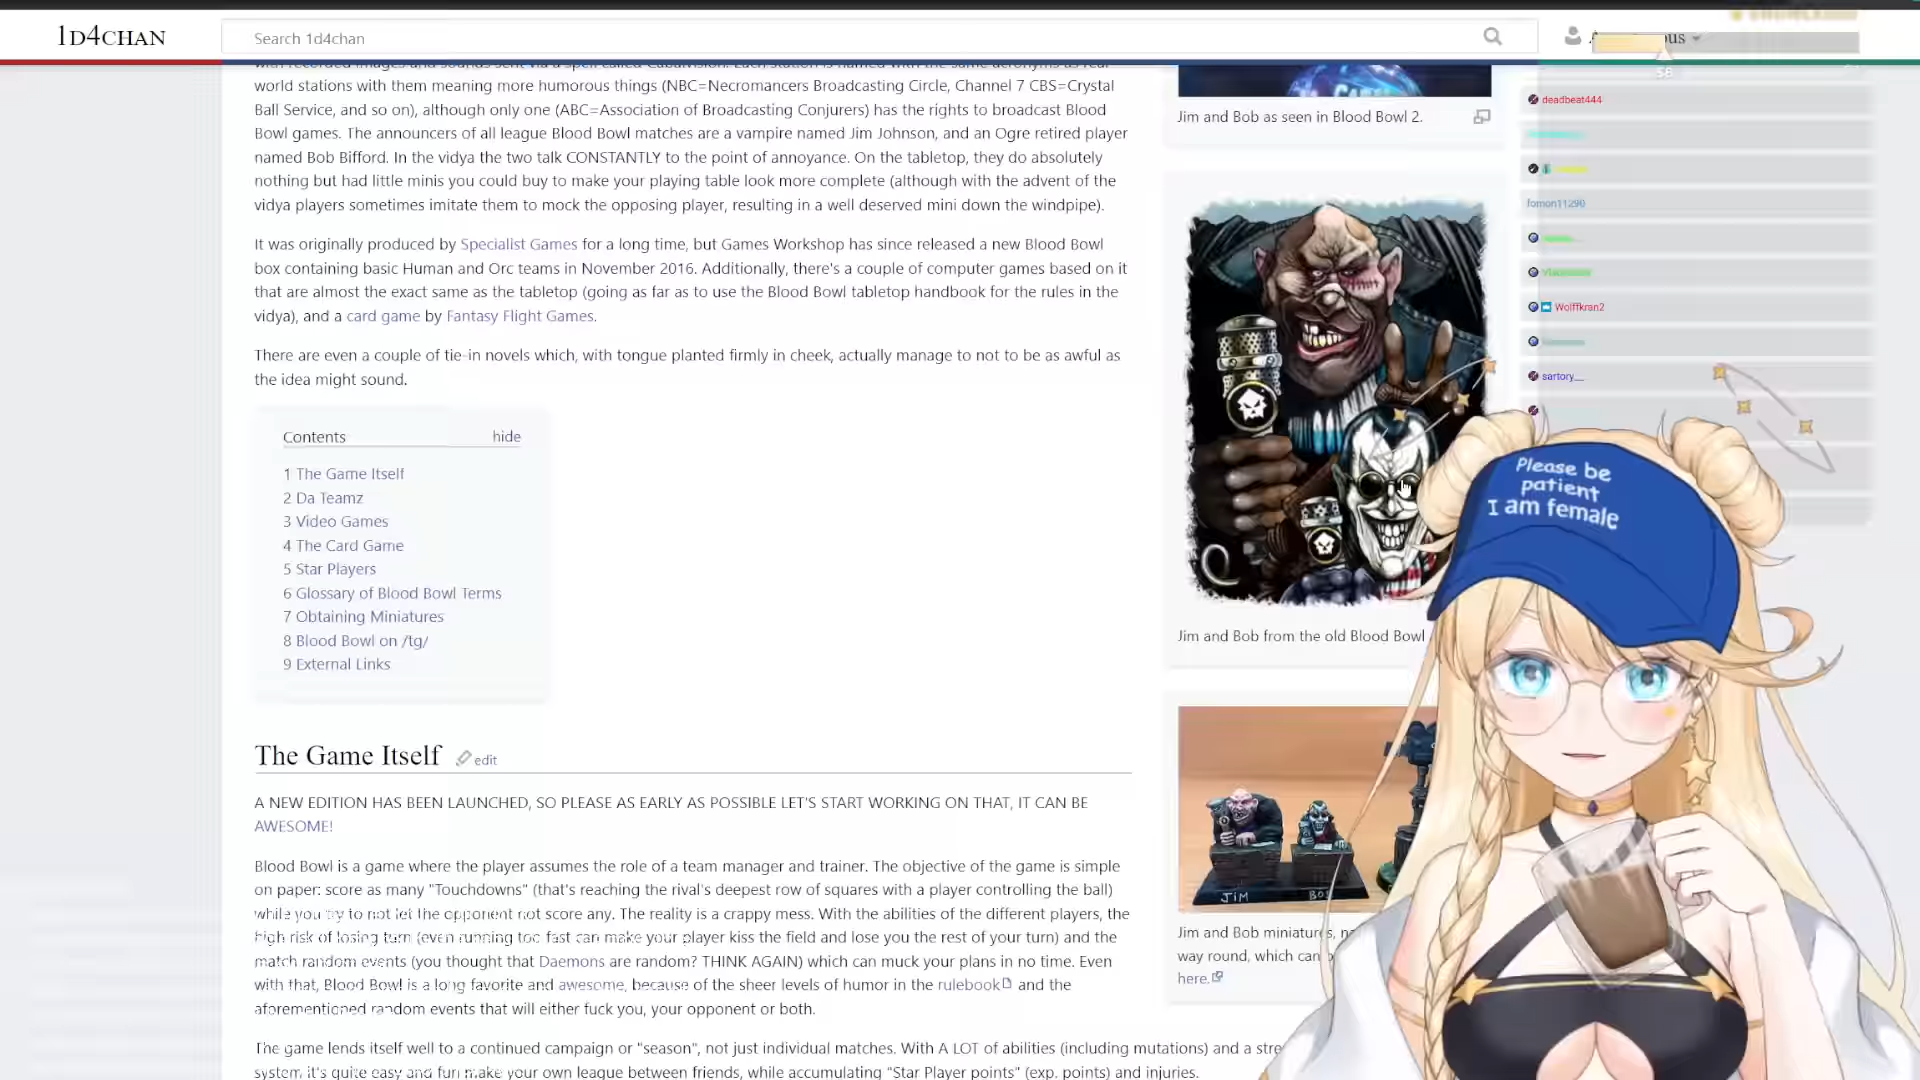 1D4CHAN
Search 1d4chan
world stations with them meaning more humorous things (NBC=Necromancers Broadcasting Circle, Channel 7 CBS=Crystal
Ball Service, and so on), although only one (ABC=Association of Broadcasting Conjurers) has the rights to broadcast Blood
Bowl games. The announcers of all league Blood Bowl matches are a vampire named Jim Johnson, and an Ogre retired player
named Bob Bifford. In the vidya the two talk CONSTANTLY to the point of annoyance. On the tabletop, they do absolutely
nothing but had little minis you could buy to make your playing table look more complete (although with the advent of the
vidya players sometimes imitate them to mock the opposing player, resulting in a well deserved mini down the windpipe).
It was originally produced by Specialist Games for a long time, but Games Workshop has since released a new Blood Bowl
box containing basic Human and Orc teams in November 2016. Additionally, there's a couple of computer games based on it
that are almost the exact same as the tabletop (going as far as to use the Blood Bowl tabletop handbook for the rules in the
vidya), and a card game by Fantasy Flight Games.
There are even a couple of tie-in novels which, with tongue planted firmly in cheek, actually manage to not to be as awful as
the idea might sound.
Contents hide
1 The Game Itself
2 Da Teamz
3 Video Games
4 The Card Game
5 Star Players
6 Glossary of Blood Bowl Terms
7 Obtaining Miniatures
8 Blood Bowl on /tg/
9 External Links
The Game Itself edit
A NEW EDITION HAS BEEN LAUNCHED, SO PLEASE AS EARLY AS POSSIBLE LET'S START WORKING ON THAT, IT CAN BE
AWESOME!
Blood Bowl is a game where the player assumes the role of a team manager and trainer. The objective of the game is simple
on paper: score as many "Touchdowns" (that's reaching the rival's deepest row of squares with a player controlling the ball)
while you try to not let the opponent not score any. The reality is a crappy mess. With the abilities of the different players, the
high risk of losing turn (even running too fast can make your player kiss the field and lose you the rest of your turn) and the
match random events (you thought that Daemons are random? THINK AGAIN) which can muck your plans in no time. Even
with that, Blood Bowl is a long favorite and awesome, because of the sheer levels of humor in the rulebook and the
aforementioned random events that will either fuck you, your opponent or both.
The game lends itself well to a continued campaign or "season", not just individual matches. With A LOT of abilities (including mutations) and a stre
system it's quite easy and fun make your own league between friends, while accumulating "Star Player points" (exp. points) and injuries.
Jim and Bob as seen in Blood Bowl 2.
Jim and Bob from the old Blood Bowl
JIM
Jim and Bob miniatures,
way round, which can
here.
58
deadbeat444
fomon11290
Wolffkran2
sartory__
Please be
patient
I am female